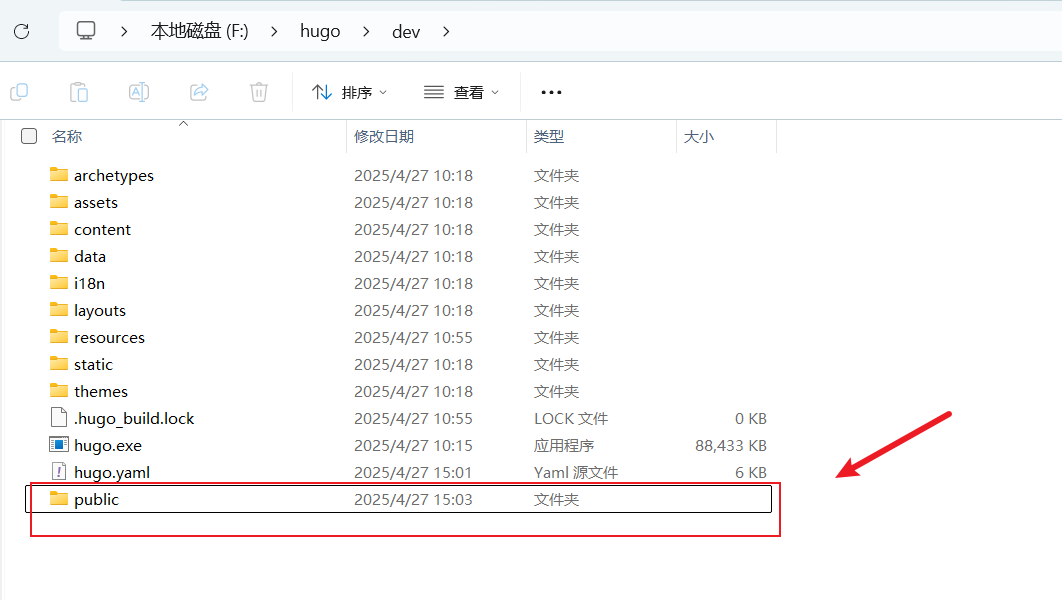 本地磁盘 (F:) > hugo > dev >
排序 查看 •••
名称 修改日期 类型 大小
archetypes 2025/4/27 10:18 文件夹
assets 2025/4/27 10:18 文件夹
content 2025/4/27 10:18 文件夹
data 2025/4/27 10:18 文件夹
i18n 2025/4/27 10:18 文件夹
layouts 2025/4/27 10:18 文件夹
resources 2025/4/27 10:55 文件夹
static 2025/4/27 10:18 文件夹
themes 2025/4/27 10:18 文件夹
.hugo_build.lock 2025/4/27 10:55 LOCK 文件 0 KB
hugo.exe 2025/4/27 10:15 应用程序 88,433 KB
hugo.yaml 2025/4/27 15:01 Yaml 源文件 6 KB
public 2025/4/27 15:03 文件夹